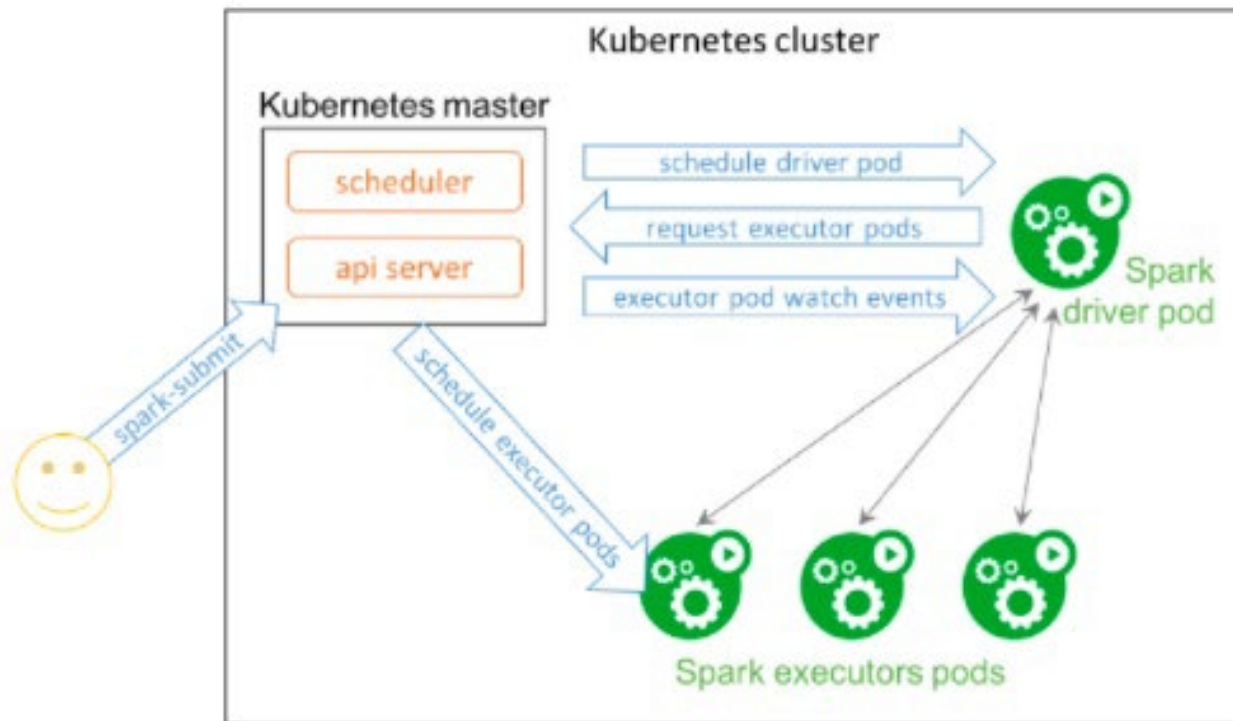 Kubernetes cluster
Kubernetes master
scheduler
api server
schedule driver pod
request executor pods
executor pod watch events
Spark
driver pod
spark-submit
schedule executor pods
Spark executors pods